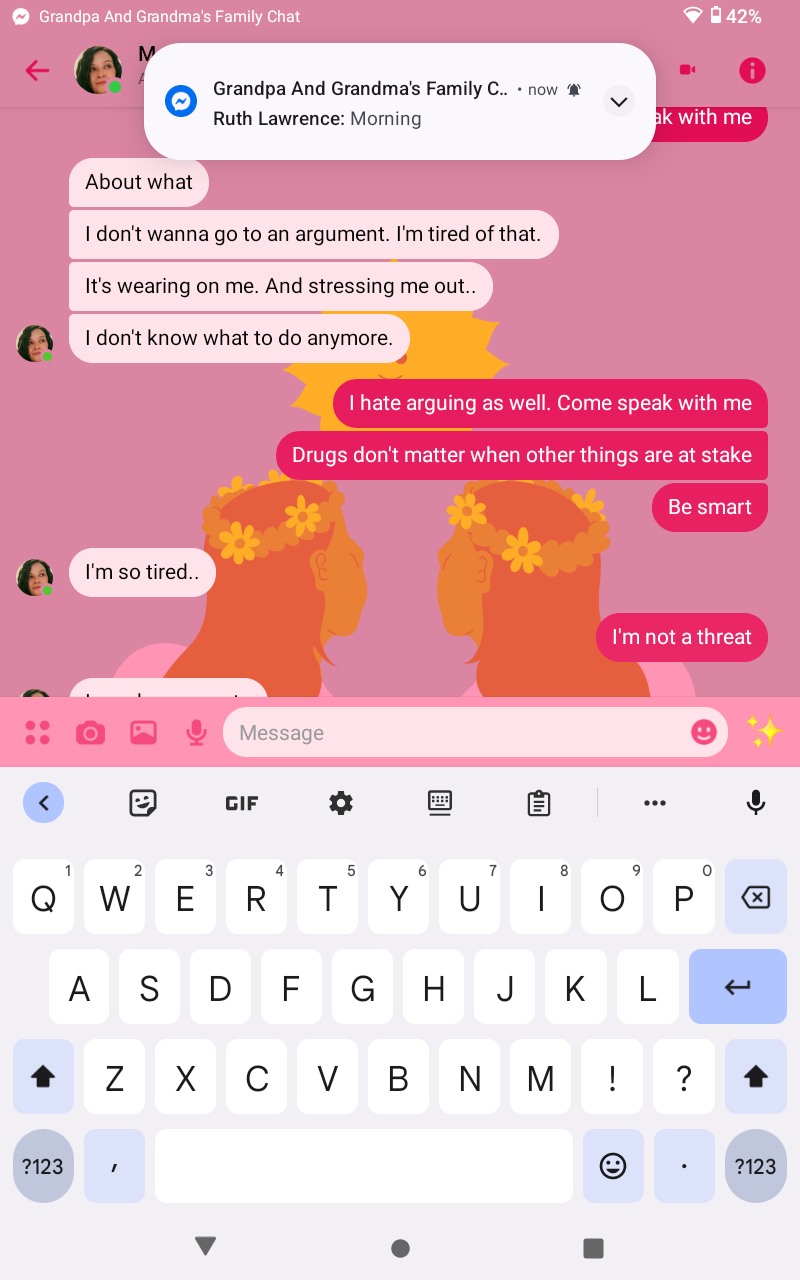 Grandpa And Grandma's Family Chat
42%
M
Grandpa And Grandma's Family C.. • now
Ruth Lawrence: Morning
ak with me
About what
I don't wanna go to an argument. I'm tired of that.
It's wearing on me. And stressing me out..
I don't know what to do anymore.
I hate arguing as well. Come speak with me
Drugs don't matter when other things are at stake
Be smart
I'm so tired..
I'm not a threat
Message
GIF
1 2 3 4 5 6 7 8 9 0
Q W E R T Y U I O P
A S D F G H J K L
Z X C V B N M ! ?
?123 , . ?123